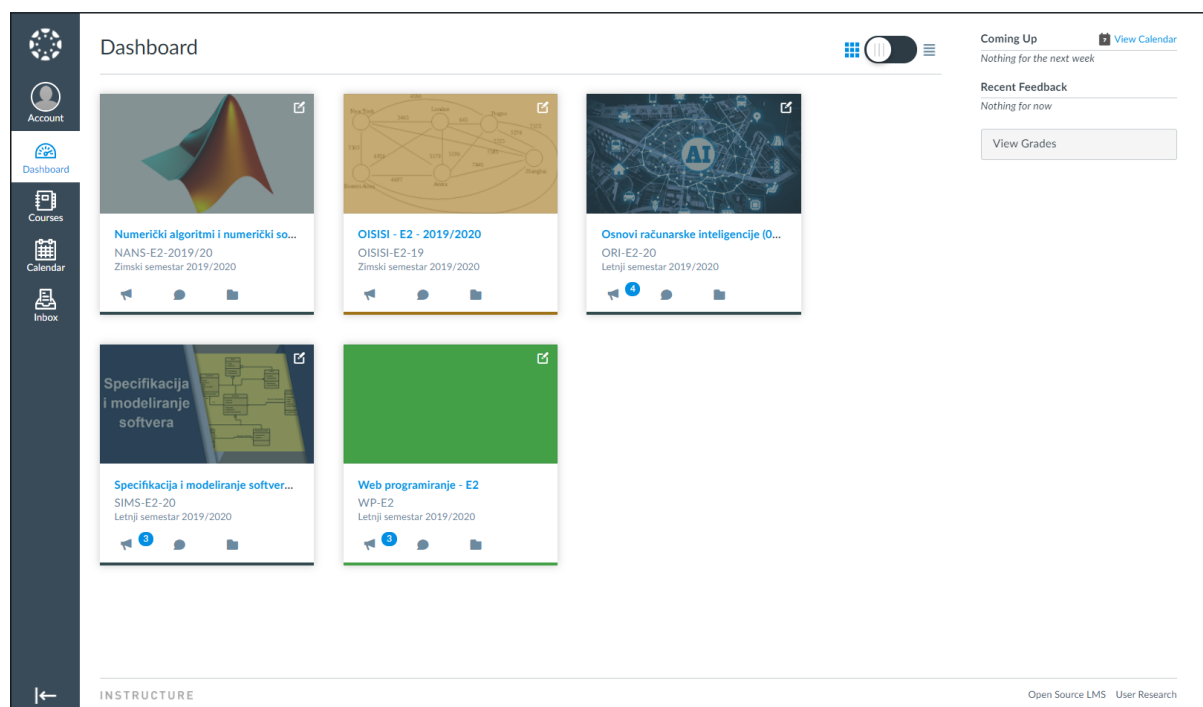 Dashboard
Coming Up
View Calendar
Nothing for the next week
Recent Feedback
Nothing for now
View Grades
Account
Dashboard
Courses
Calendar
Inbox
AI
Numerički algoritmi i numerički so...
NANS-E2-2019/20
Zimski semestar 2019/2020
OISISI - E2 - 2019/2020
OISISI-E2-19
Zimski semestar 2019/2020
Osnovi računarske inteligencije (0...
ORI-E2-20
Letnji semestar 2019/2020
4
Specifikacija
i modeliranje
softvera
Specifikacija i modeliranje softver...
SIMS-E2-20
Letnji semestar 2019/2020
3
Web programiranje - E2
WP-E2
Letnji semestar 2019/2020
3
INSTRUCTURE
Open Source LMS User Research